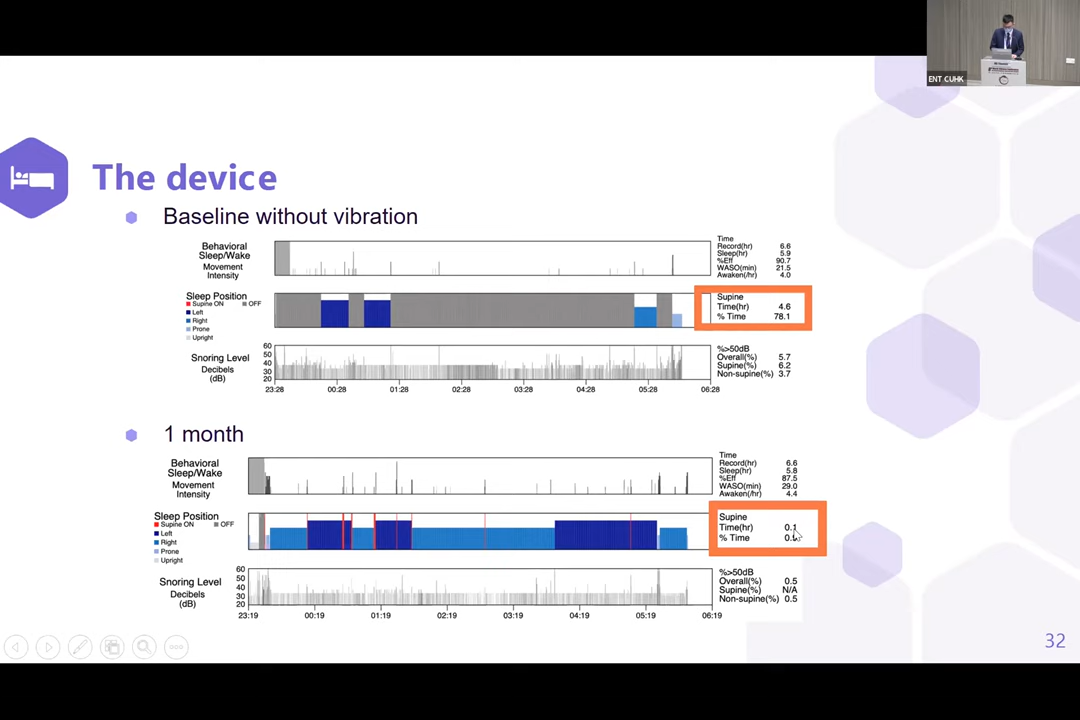 ENT CUHK
The device
Baseline without vibration
Behavioral
Sleep/Wake
Movement
Intensity
Time
Record(hr) 6.6
Sleep(hr) 5.9
%Eff 90.7
WASO(min) 21.5
Awaken(/hr) 4.0
Sleep Position
Supine ON OFF
Left
Right
Prone
Upright
Supine
Time(hr) 4.6
% Time 78.1
Snoring Level
Decibels
(dB)
60
50
40
30
20
%>50dB
Overall(%) 5.7
Supine(%) 6.2
Non-supine(%) 3.7
23:28 00:28 01:28 02:28 03:28 04:28 05:28 06:28
1 month
Behavioral
Sleep/Wake
Movement
Intensity
Time
Record(hr) 6.6
Sleep(hr) 5.8
%Eff 87.5
WASO(min) 29.0
Awaken(/hr) 4.4
Sleep Position
Supine ON OFF
Left
Right
Prone
Upright
Supine
Time(hr) 0.1
% Time
Snoring Level
Decibels
(dB)
60
50
40
30
20
%>50dB
Overall(%) 0.5
Supine(%) N/A
Non-supine(%) 0.5
23:19 00:19 01:19 02:19 03:19 04:19 05:19 06:19
32